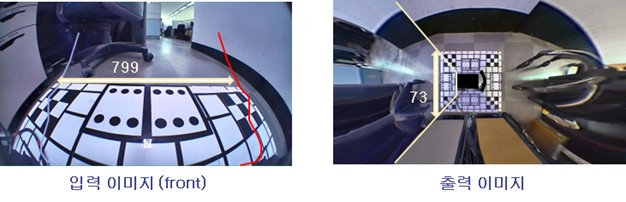 799
73
입력 이미지 (front)
출력 이미지